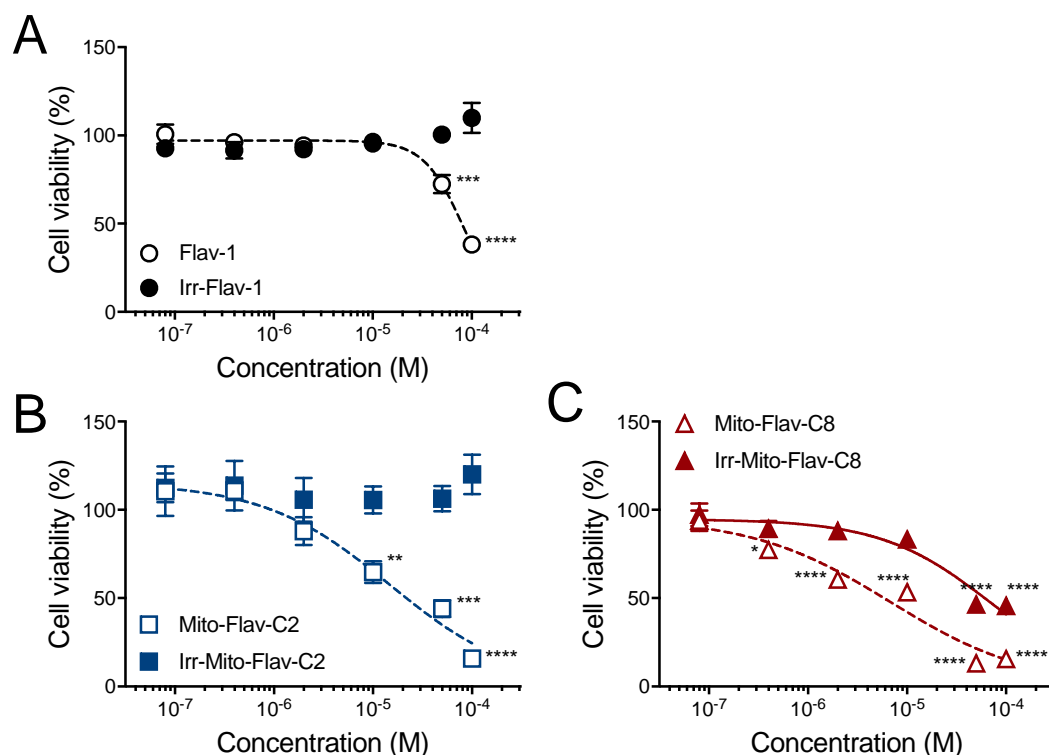 A
150
100
50
0
Cell viability (%)
***
****
Flav-1
Irr-Flav-1
10-7 10-6 10-5 10-4
Concentration (M)
B
150
100
50
0
Cell viability (%)
**
***
****
Mito-Flav-C2
Irr-Mito-Flav-C2
10-7 10-6 10-5 10-4
Concentration (M)
C
Mito-Flav-C8
Irr-Mito-Flav-C8
150
100
50
0
Cell viability (%)
*
**** ****
**** ****
**** ****
10-7 10-6 10-5 10-4
Concentration (M)